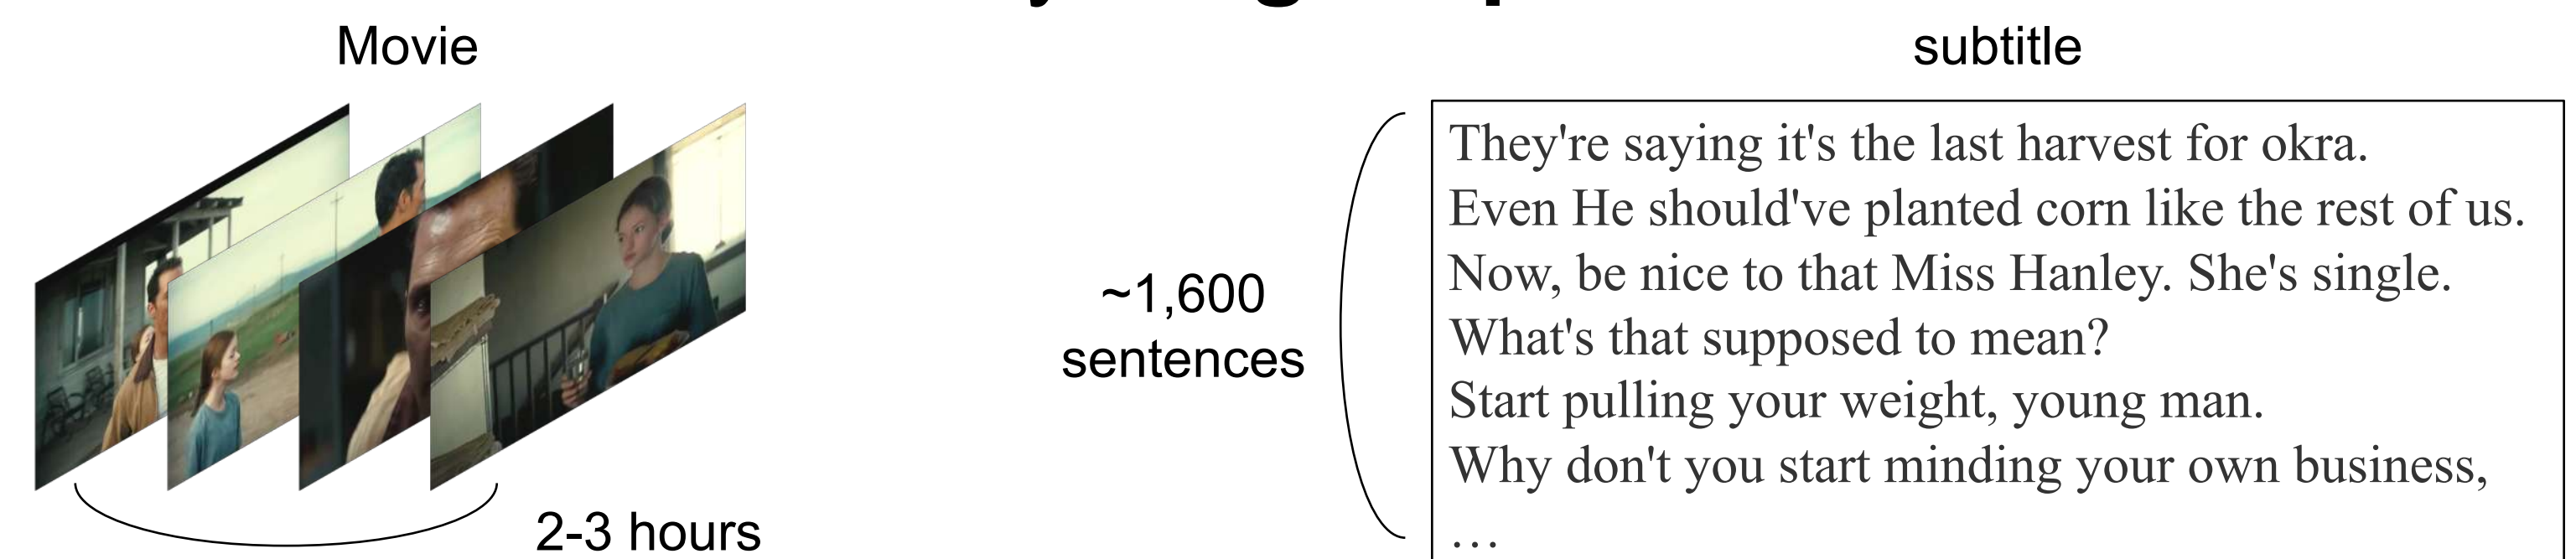 Movie
subtitle
They're saying it's the last harvest for okra.
Even He should've planted corn like the rest of us.
Now, be nice to that Miss Hanley. She's single.
~1,600
sentences
What's that supposed to mean?
Start pulling your weight, young man.
Why don't you start minding your own business,
…
2-3 hours